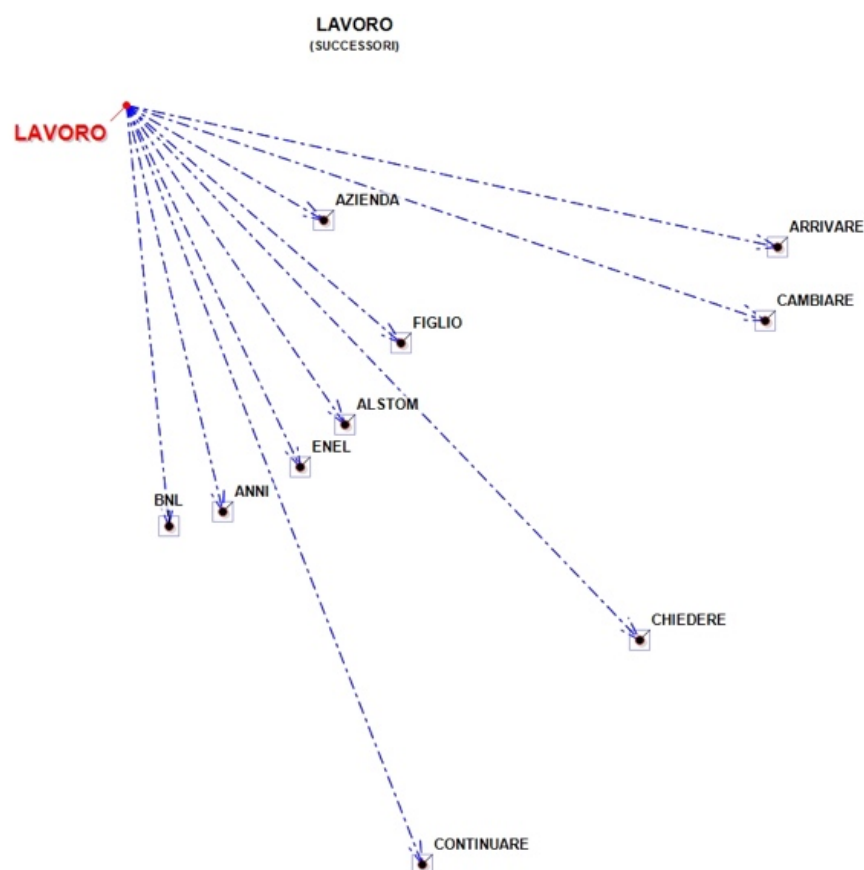 LAVORO
(SUCCESSORI)
LAVORO
AZIENDA
ARRIVARE
CAMBIARE
FIGLIO
ALSTOM
ENEL
ANNI
BNL
CHIEDERE
CONTINUARE